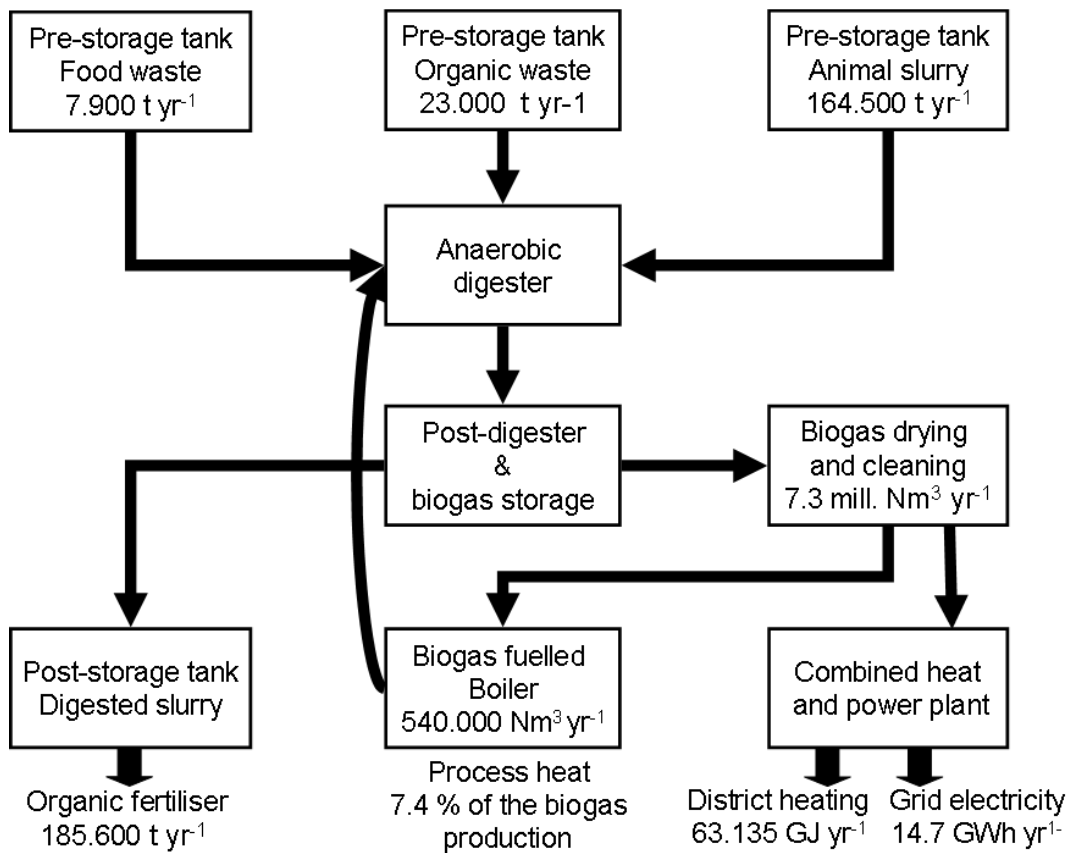 Pre-storage tank
Food waste
7.900 t yr⁻¹
Pre-storage tank
Organic waste
23.000 t yr-1
Pre-storage tank
Animal slurry
164.500 t yr⁻¹
Anaerobic
digester
Post-digester
&
biogas storage
Biogas drying
and cleaning
7.3 mill. Nm³ yr⁻¹
Post-storage tank
Digested slurry
Biogas fuelled
Boiler
540.000 Nm³ yr⁻¹
Combined heat
and power plant
Organic fertiliser
185.600 t yr⁻¹
Process heat
7.4 % of the biogas
production
District heating
63.135 GJ yr⁻¹
Grid electricity
14.7 GWh yr¹⁻